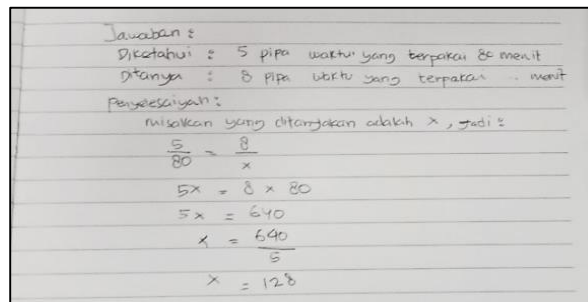 Jawaban :
Diketahui : 5 pipa waktu yang terpakai 80 menit
Ditanya : 8 pipa waktu yang terpakai .. menit
Penyelesaiyan :
misalkan yang ditanyakan adalah x, Jadi :
5/80 = 8/x
5x = 8 × 80
5x = 640
x = 640/5
x = 128